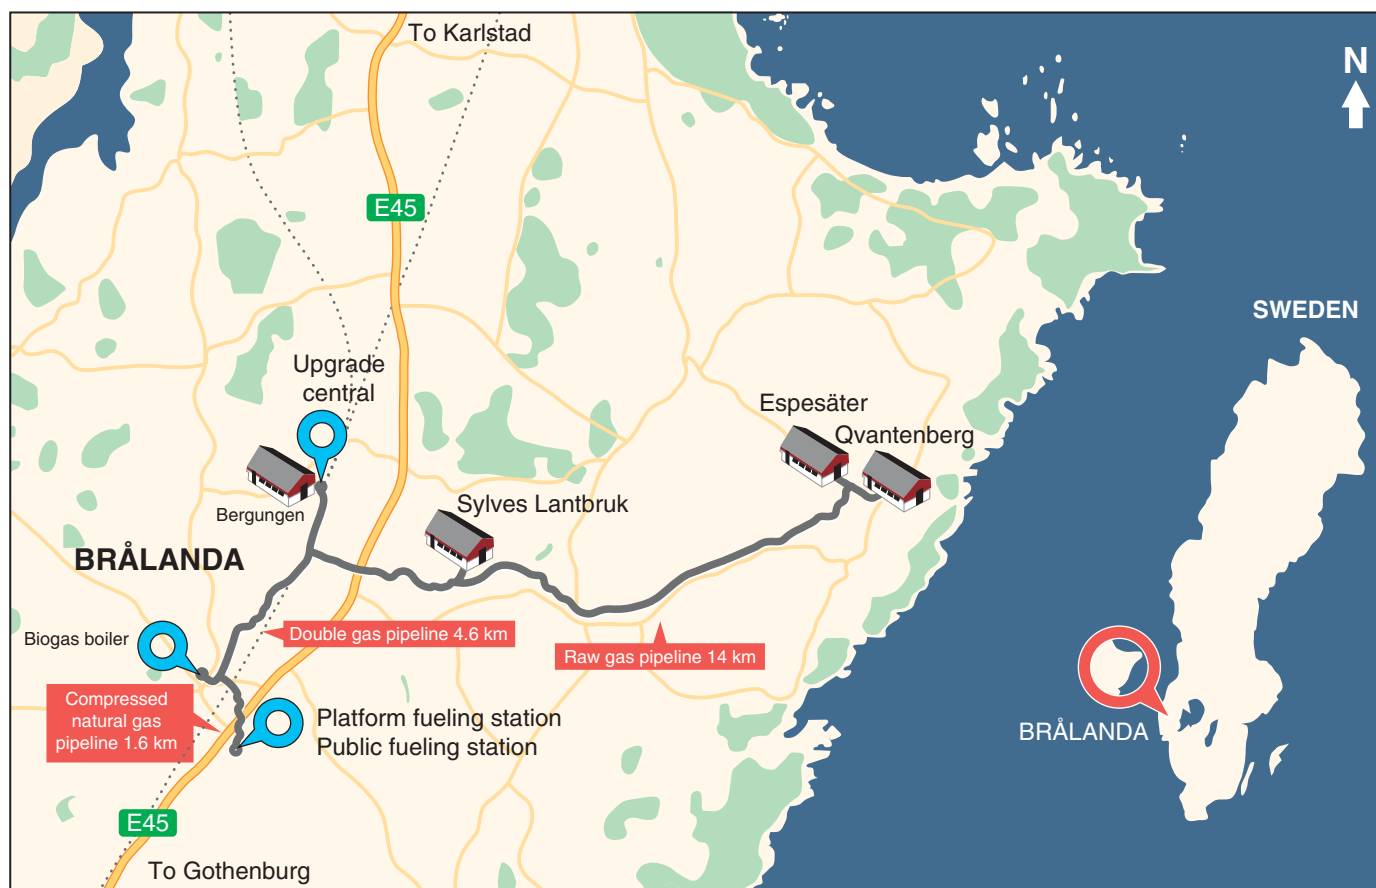 To Karlstad
N
E45
SWEDEN
Upgrade
central
Espesäter
Qvantenberg
Sylves Lantbruk
Bergungen
BRÅLANDA
Biogas boiler
Double gas pipeline 4.6 km
Raw gas pipeline 14 km
Compressed
natural gas
pipeline 1.6 km
Platform fueling station
Public fueling station
BRÅLANDA
E45
To Gothenburg